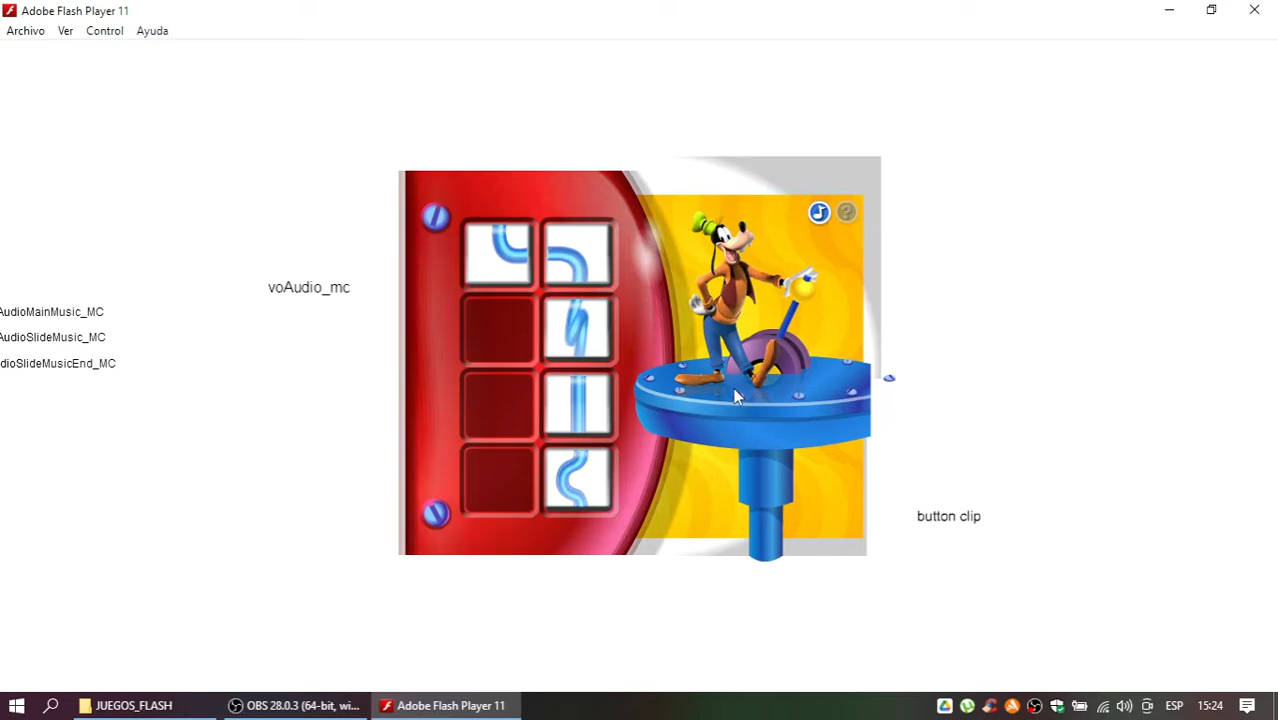 Adobe Flash Player 11
Archivo Ver Control Ayuda
voAudio_mc
AudioMainMusic_MC
AudioSlideMusic_MC
dioSlideMusicEnd_MC
?
button clip
JUEGOS_FLASH
OBS 28.0.3 (64-bit, wi...
Adobe Flash Player 11
ESP
15:24